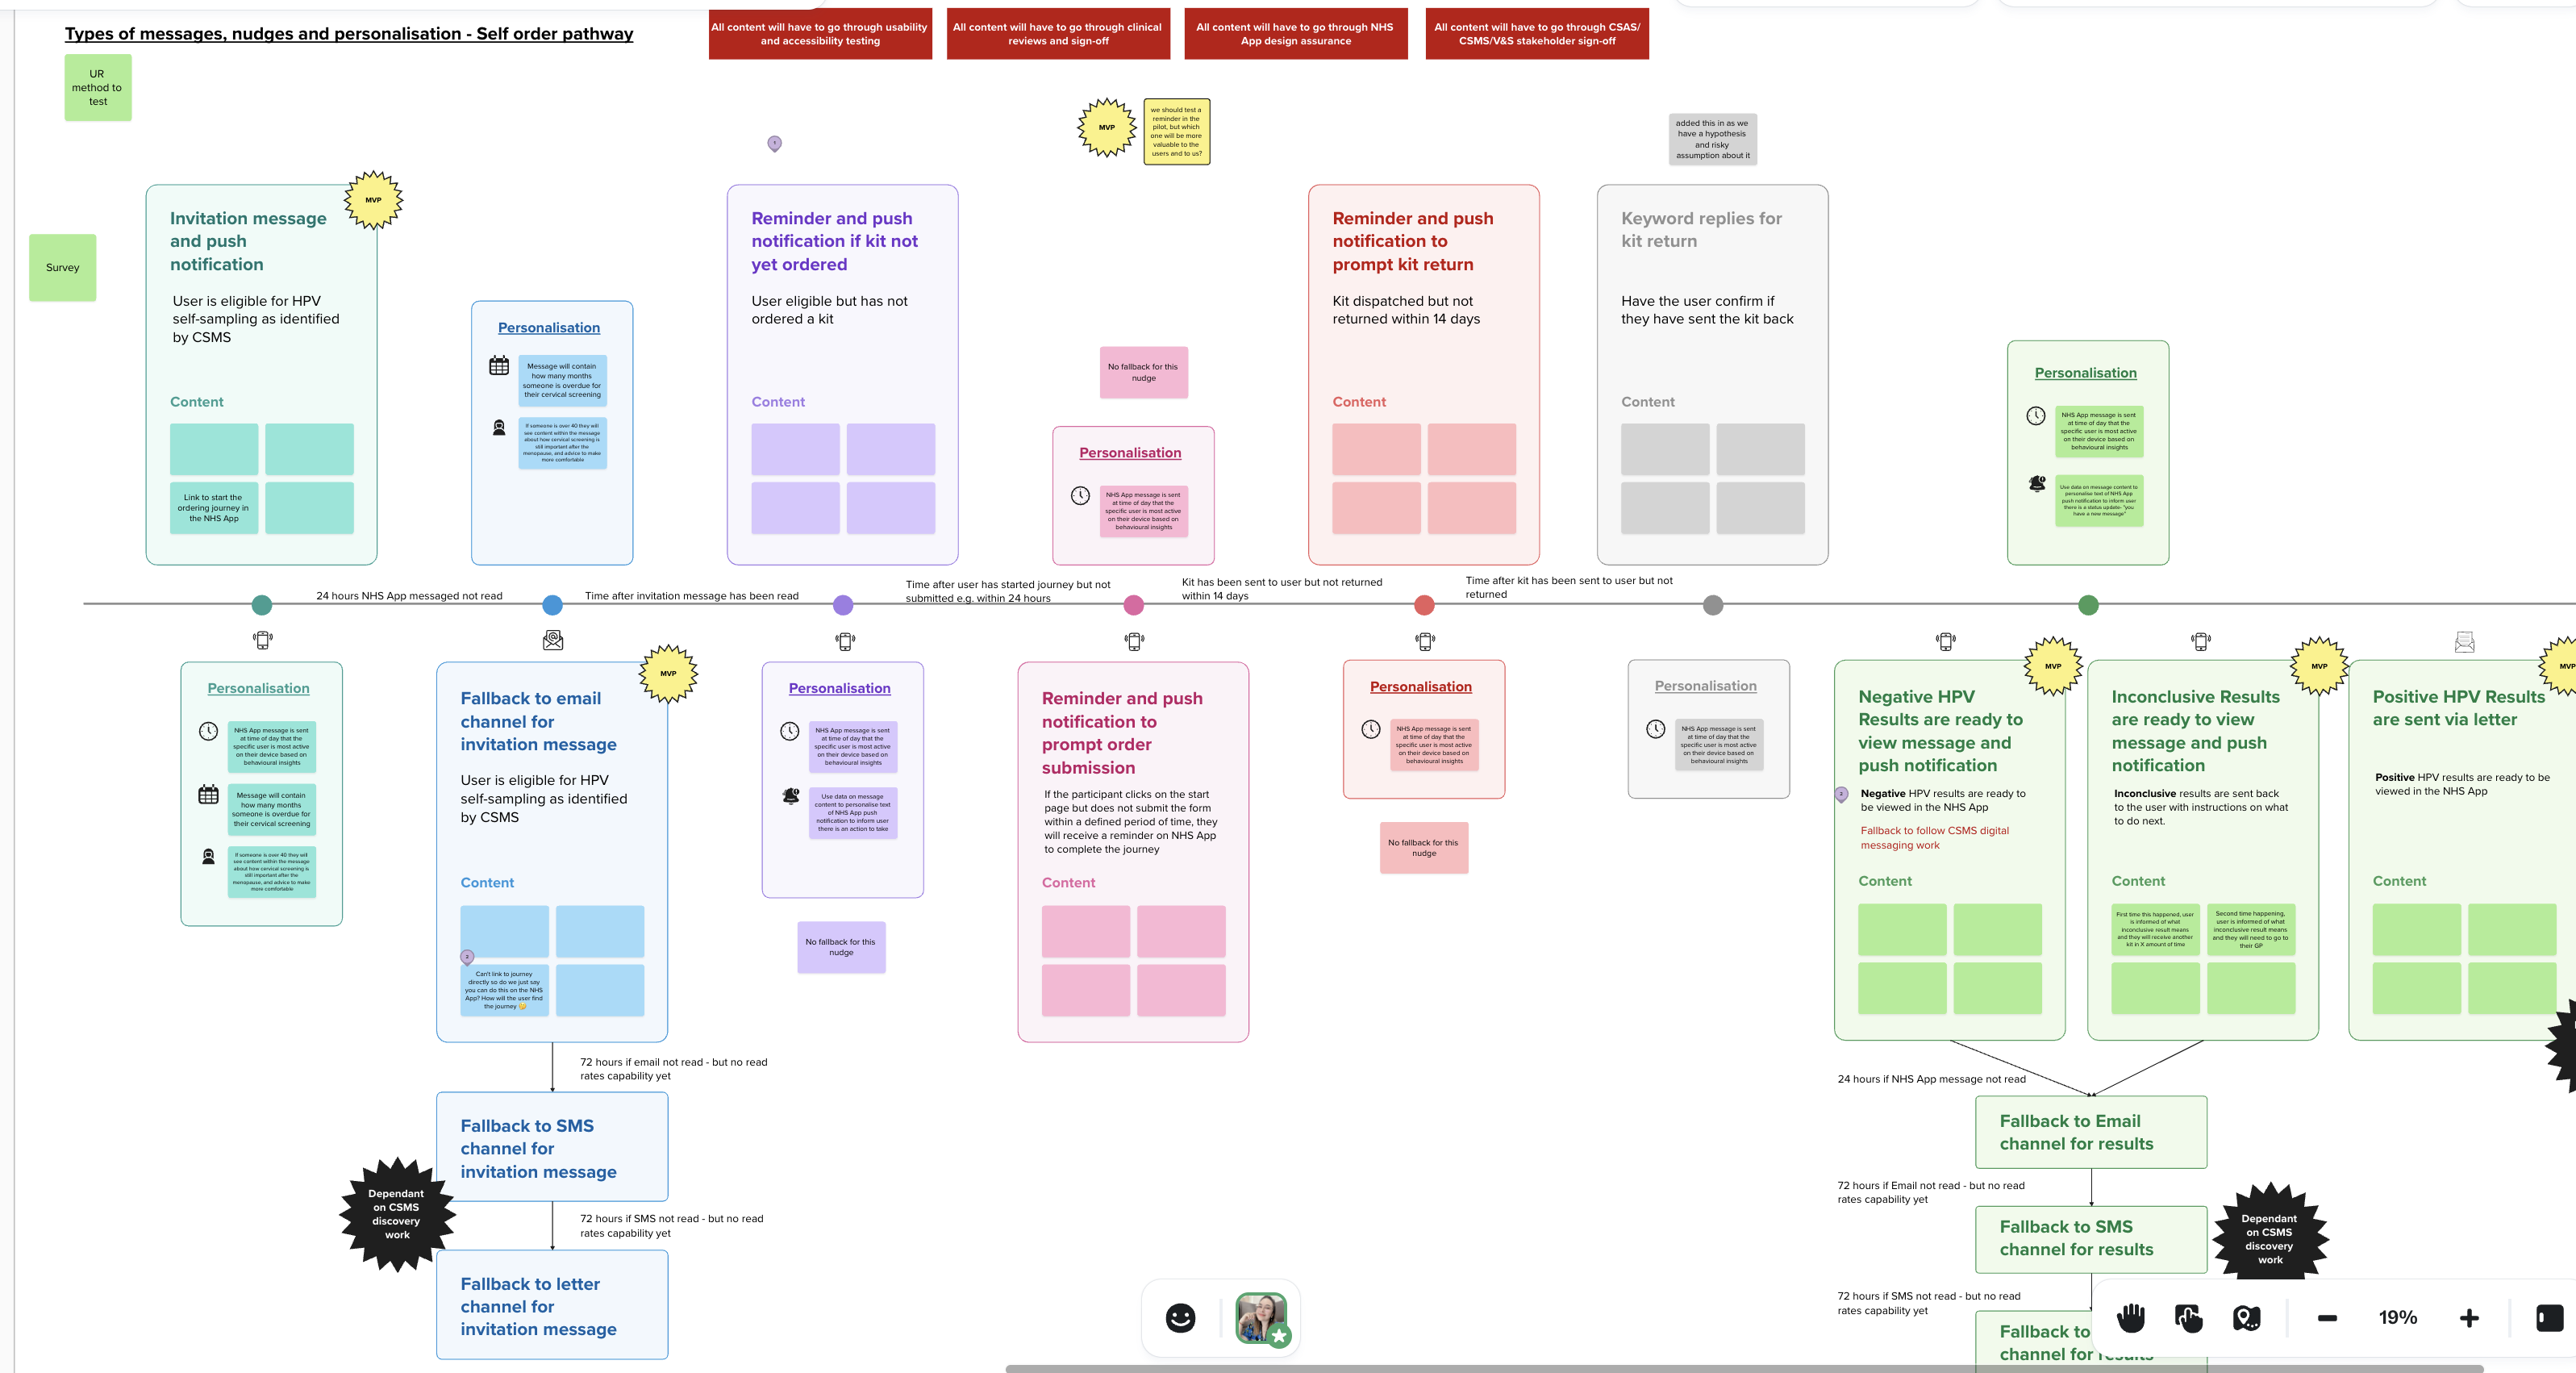 Types of messages, nudges and personalisation - Self order pathway
All content will have to go through usability
and accessibility testing
All content will have to go through clinical
reviews and sign-off
All content will have to go through NHS
App design assurance
All content will have to go through CSAS/
CSMS/V&S stakeholder sign-off
UR
method to
test
Survey
MVP
we should test a
reminder in the
pilot, but which
one will be more
valuable to the
users and to us?
added this in as we
have a hypothesis
and risky
assumption about it
Invitation message
and push
notification
MVP
User is eligible for HPV
self-sampling as identified
by CSMS
Content
Link to start the
ordering journey in
the NHS App
Personalisation
Message will contain
how many months
someone is overdue for
their cervical screening
If someone is over 40 they will
see content within the message
about how cervical screening is
still important after the
menopause, and advice to make
more comfortable
Reminder and push
notification if kit not
yet ordered
User eligible but has not
ordered a kit
Content
No fallback for this
nudge
Personalisation
NHS App message is sent
at time of day that the
specific user is most active
on their device based on
behavioural insights
Reminder and push
notification to
prompt kit return
Kit dispatched but not
returned within 14 days
Content
Keyword replies for
kit return
Have the user confirm if
they have sent the kit back
Content
Personalisation
NHS App message is sent
at time of day that the
specific user is most active
on their device based on
behavioural insights
Use data on message content to
personalise text of NHS App
push notification to inform user
there is a status update- "you
have a new message"
24 hours NHS App messaged not read
Time after invitation message has been read
Time after user has started journey but not
submitted e.g. within 24 hours
Kit has been sent to user but not returned
within 14 days
Time after kit has been sent to user but not
returned
Personalisation
NHS App message is sent
at time of day that the
specific user is most active
on their device based on
behavioural insights
Message will contain
how many months
someone is overdue for
their cervical screening
If someone is over 40 they will
see content within the message
about how cervical screening is
still important after the
menopause, and advice to make
more comfortable
Fallback to email
channel for
invitation message
MVP
User is eligible for HPV
self-sampling as identified
by CSMS
Content
2
Can't link to journey
directly so do we just say
you can do this on the NHS
App? How will the user find
the journey 🤔
72 hours if email not read - but no read
rates capability yet
Fallback to SMS
channel for
invitation message
Dependant
on CSMS
discovery
work
72 hours if SMS not read - but no read
rates capability yet
Fallback to letter
channel for
invitation message
Personalisation
NHS App message is sent
at time of day that the
specific user is most active
on their device based on
behavioural insights
Use data on message
content to personalise text
of NHS App push
notification to inform user
there is an action to take
No fallback for this
nudge
Reminder and push
notification to
prompt order
submission
If the participant clicks on the start
page but does not submit the form
within a defined period of time, they
will receive a reminder on NHS App
to complete the journey
Content
Personalisation
NHS App message is sent
at time of day that the
specific user is most active
on their device based on
behavioural insights
No fallback for this
nudge
Personalisation
NHS App message is sent
at time of day that the
specific user is most active
on their device based on
behavioural insights
Negative HPV
Results are ready to
view message and
push notification
MVP
2
Negative HPV results are ready to
be viewed in the NHS App
Fallback to follow CSMS digital
messaging work
Content
Inconclusive Results
are ready to view
message and push
notification
MVP
Inconclusive results are sent back
to the user with instructions on what
to do next.
Content
First time this happened, user
is informed of what
inconclusive result means
and they will receive another
kit in X amount of time
Second time happening,
user is informed of what
inconclusive result means
and they will need to go to
their GP
Positive HPV Results
are sent via letter
MVP
Positive HPV results are ready to be
viewed in the NHS App
Content
24 hours if NHS App message not read
Fallback to Email
channel for results
72 hours if Email not read - but no read
rates capability yet
Fallback to SMS
channel for results
Dependant
on CSMS
discovery
work
72 hours if SMS not read - but no read
rates capability yet
Fallback to
channel for results
19%